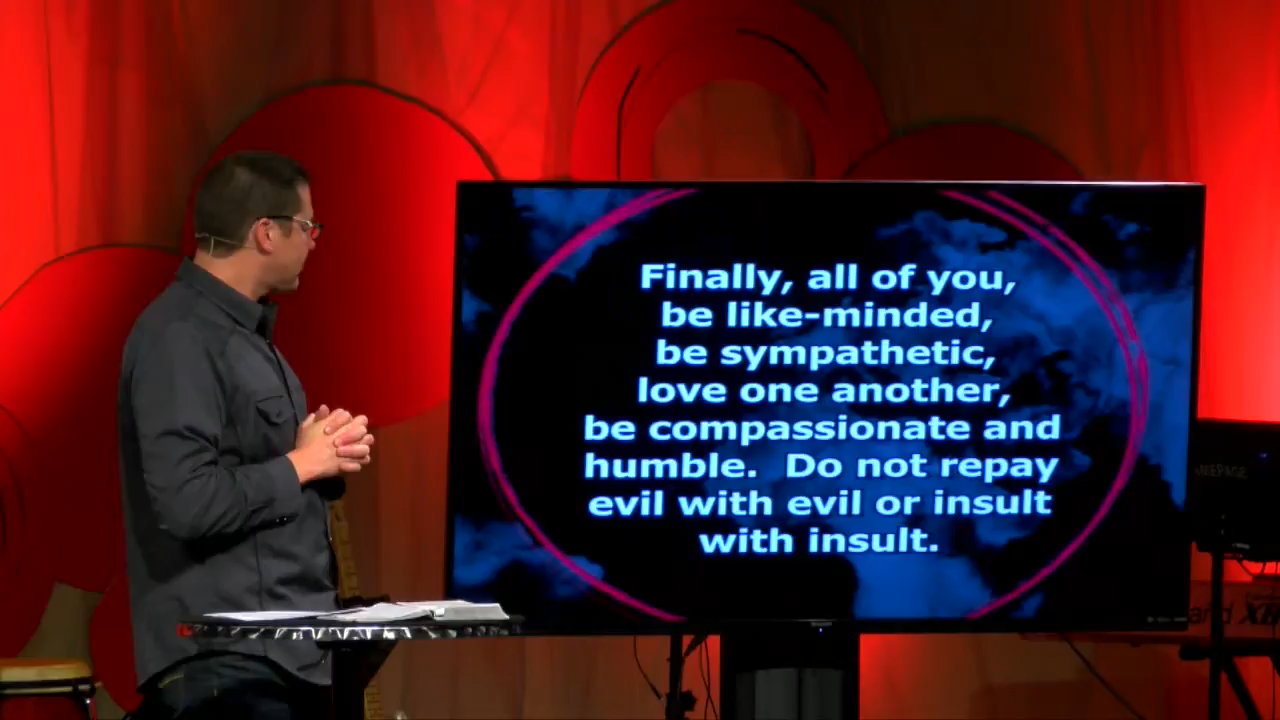 Finally, all of you,
be like-minded,
be sympathetic,
love one another,
be compassionate and
humble.  Do not repay
evil with evil or insult
with insult.